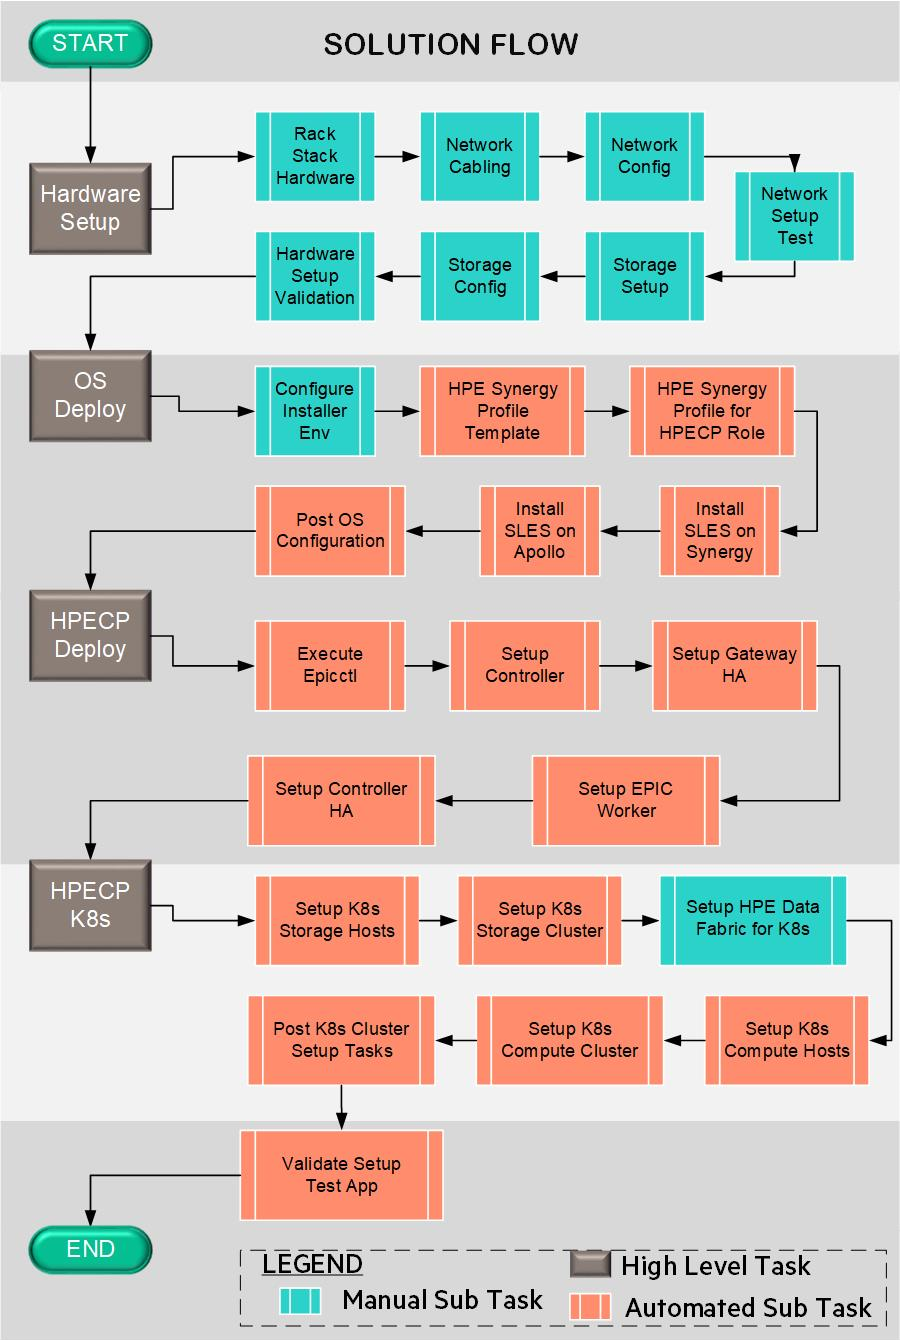 START
SOLUTION FLOW
Hardware
Setup
Rack
Stack
Hardware
Network
Cabling
Network
Config
Network
Setup
Test
Storage
Setup
Storage
Config
Hardware
Setup
Validation
OS
Deploy
Configure
Installer
Env
HPE Synergy
Profile
Template
HPE Synergy
Profile for
HPECP Role
Install
SLES on
Synergy
Install
SLES on
Apollo
Post OS
Configuration
HPECP
Deploy
Execute
Epicctl
Setup
Controller
Setup Gateway
HA
Setup EPIC
Worker
Setup Controller
HA
HPECP
K8s
Setup K8s
Storage Hosts
Setup K8s
Storage Cluster
Setup HPE Data
Fabric for K8s
Setup K8s
Compute Hosts
Setup K8s
Compute Cluster
Post K8s Cluster
Setup Tasks
Validate Setup
Test App
END
LEGEND
High Level Task
Manual Sub Task
Automated Sub Task